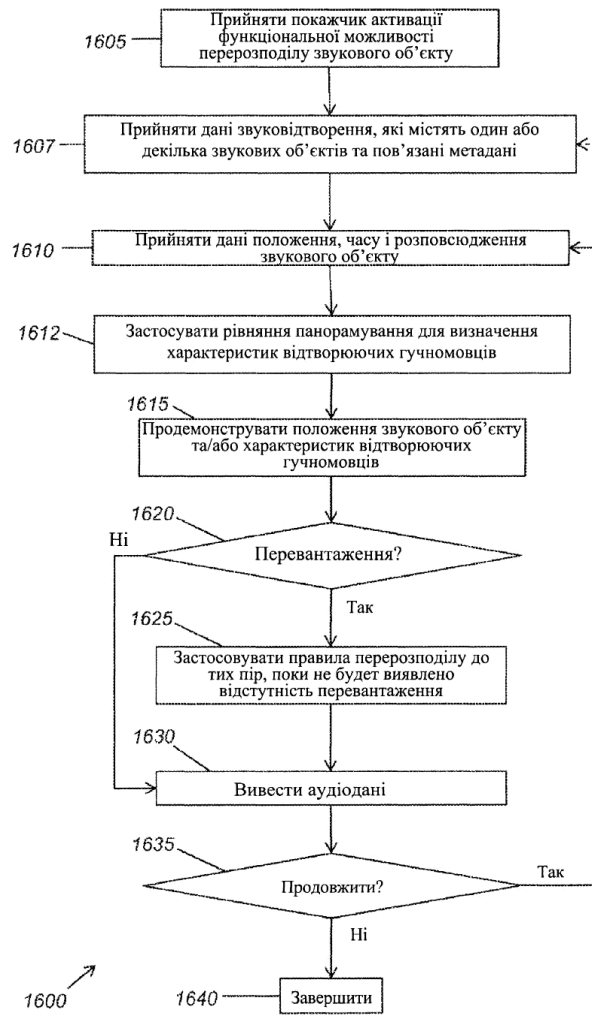 1605
Прийняти покажчик активації
функціональної можливості
перерозподілу звукового об’єкту
1607
Прийняти дані звуковідтворення, які містять один або
декілька звукових об’єктів та пов’язані метадані
1610
Прийняти дані положення, часу і розповсюдження
звукового об’єкту
1612
Застосувати рівняння панорамування для визначення
характеристик відтворюючих гучномовців
1615
Продемонструвати положення звукового об’єкту
та/або характеристик відтворюючих
гучномовців
1620
Ні
Перевантаження?
Так
1625
Застосовувати правила перерозподілу до
тих пір, поки не будет виявлено
відстутність перевантаження
1630
Вивести аудіодані
1635
Продовжити?
Так
Ні
1600
1640
Завершити